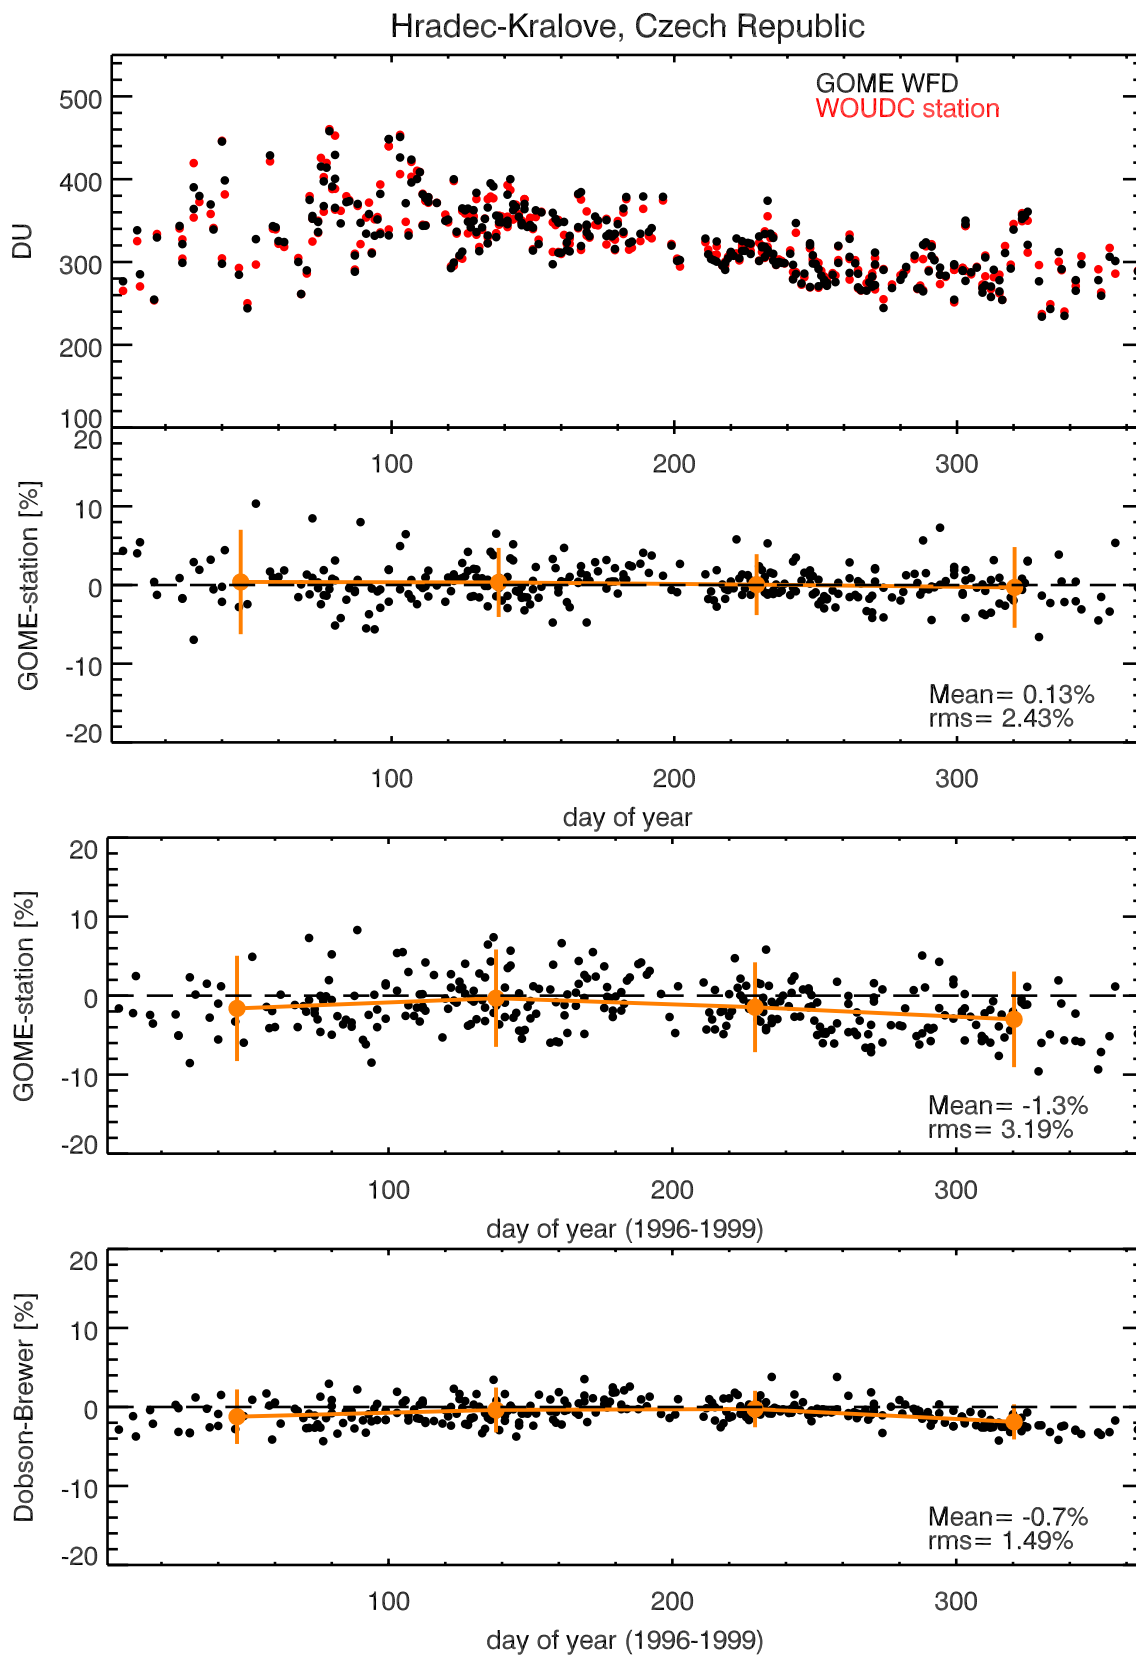 Hradec-Kralove, Czech Republic
GOME WFD
WOUDC station
DU
500
400
300
200
100
100 200 300
GOME-station [%]
20
10
0
-10
-20
Mean= 0.13%
rms= 2.43%
100 200 300
day of year
GOME-station [%]
20
10
0
-10
-20
Mean= -1.3%
rms= 3.19%
100 200 300
day of year (1996-1999)
Dobson-Brewer [%]
20
10
0
-10
-20
Mean= -0.7%
rms= 1.49%
100 200 300
day of year (1996-1999)